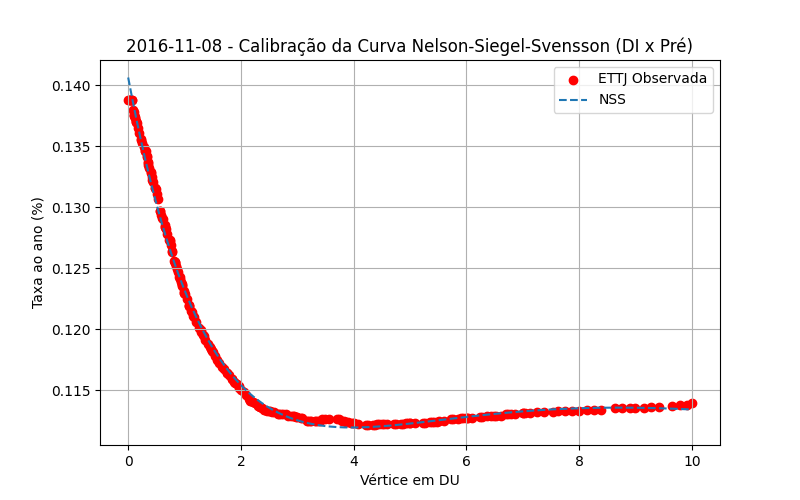 2016-11-08 - Calibração da Curva Nelson-Siegel-Svensson (DI x Pré)
ETTJ Observada
NSS
Taxa ao ano (%)
0.140
0.135
0.130
0.125
0.120
0.115
0 2 4 6 8 10
Vértice em DU